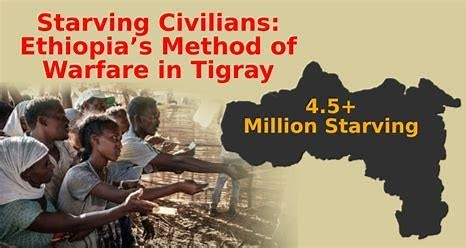 Starving Civilians:
Ethiopia’s Method of
Warfare in Tigray
4.5+
Million Starving